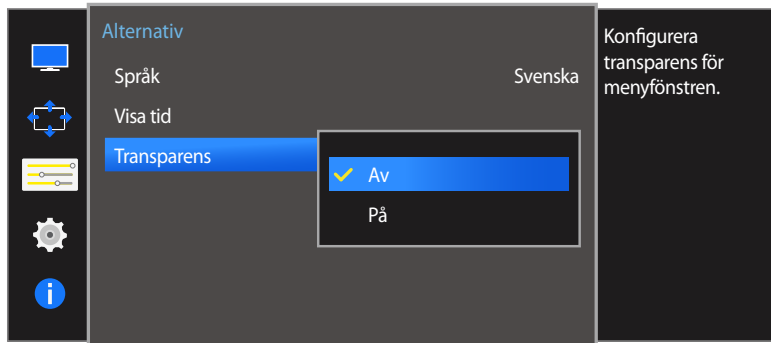 Alternativ
Språk Svenska
Visa tid
Transparens
Av
På
Konfigurera
transparens för
menyfönstren.